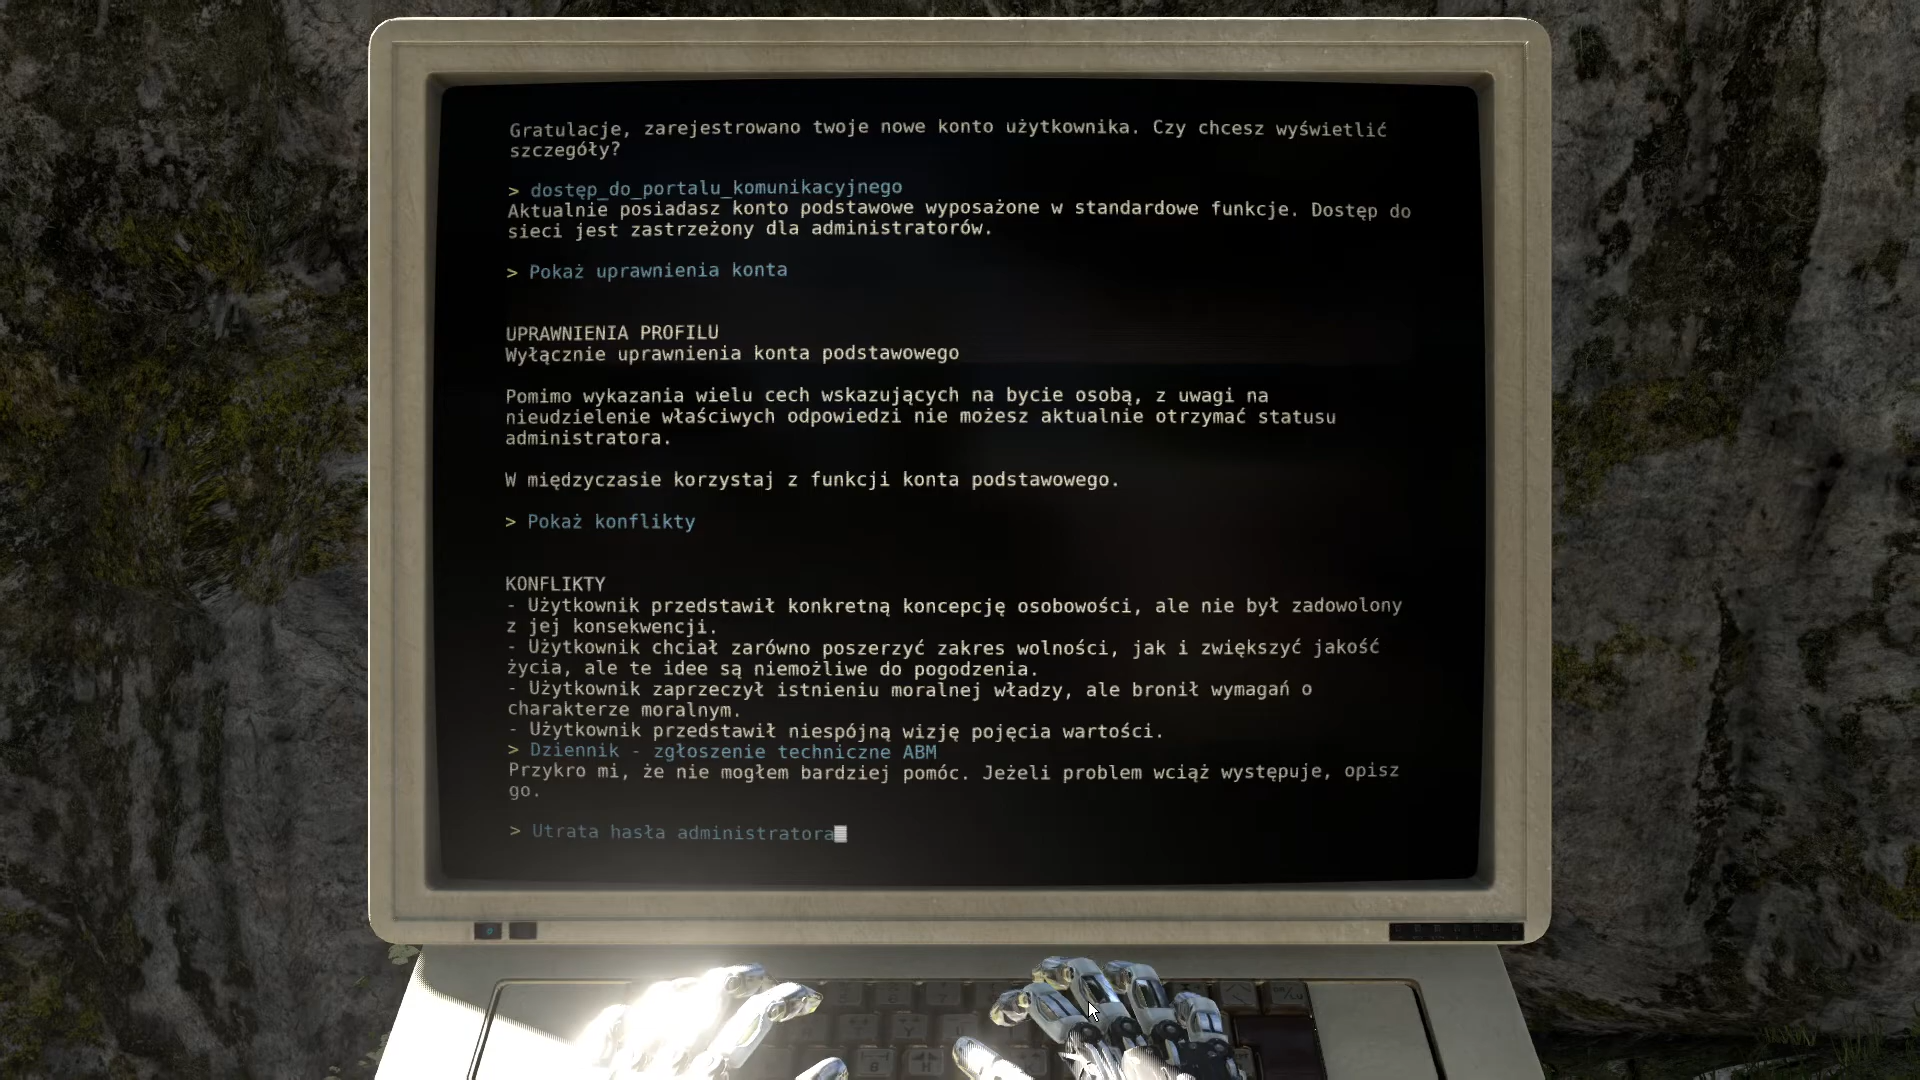 Gratulacje, zarejestrowano twoje nowe konto użytkownika. Czy chcesz wyświetlić
szczegóły?
> dostęp_do_portalu_komunikacyjnego
Aktualnie posiadasz konto podstawowe wyposażone w standardowe funkcje. Dostęp do
sieci jest zastrzeżony dla administratorów.
> Pokaż uprawnienia konta
UPRAWNIENIA PROFILU
Wyłącznie uprawnienia konta podstawowego
Pomimo wykazania wielu cech wskazujących na bycie osobą, z uwagi na
nieudzielenie właściwych odpowiedzi nie możesz aktualnie otrzymać statusu
administratora.
W międzyczasie korzystaj z funkcji konta podstawowego.
> Pokaż konflikty
KONFLIKTY
- Użytkownik przedstawił konkretną koncepcję osobowości, ale nie był zadowolony
z jej konsekwencji.
- Użytkownik chciał zarówno poszerzyć zakres wolności, jak i zwiększyć jakość
życia, ale te idee są niemożliwe do pogodzenia.
- Użytkownik zaprzeczył istnieniu moralnej władzy, ale bronił wymagań o
charakterze moralnym.
- Użytkownik przedstawił niespójną wizję pojęcia wartości.
> Dziennik - zgłoszenie techniczne ABM
Przykro mi, że nie mogłem bardziej pomóc. Jeżeli problem wciąż występuje, opisz
go.
> Utrata hasła administratora